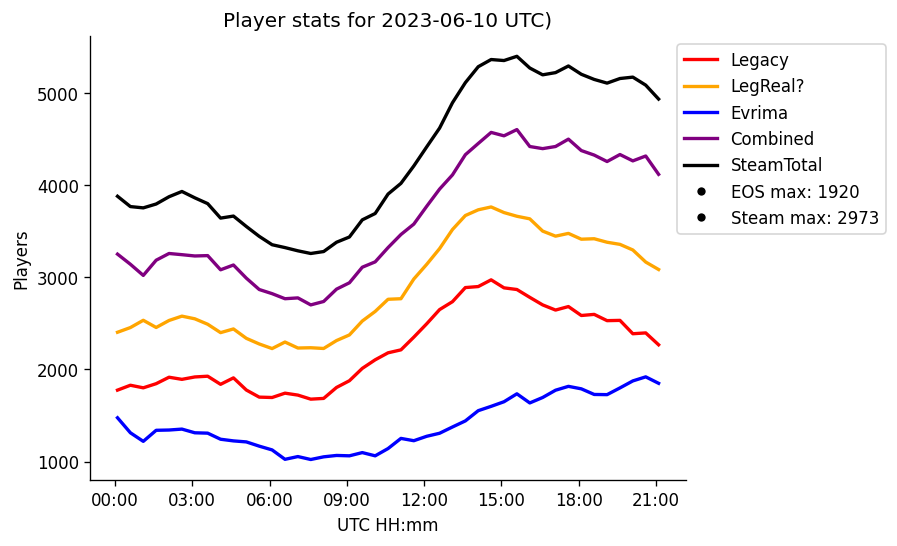 Player stats for 2023-06-10 UTC)
Players
5000
4000
3000
2000
1000
00:00 03:00 06:00 09:00 12:00 15:00 18:00 21:00
UTC HH:mm
Legacy
LegReal?
Evrima
Combined
SteamTotal
EOS max: 1920
Steam max: 2973